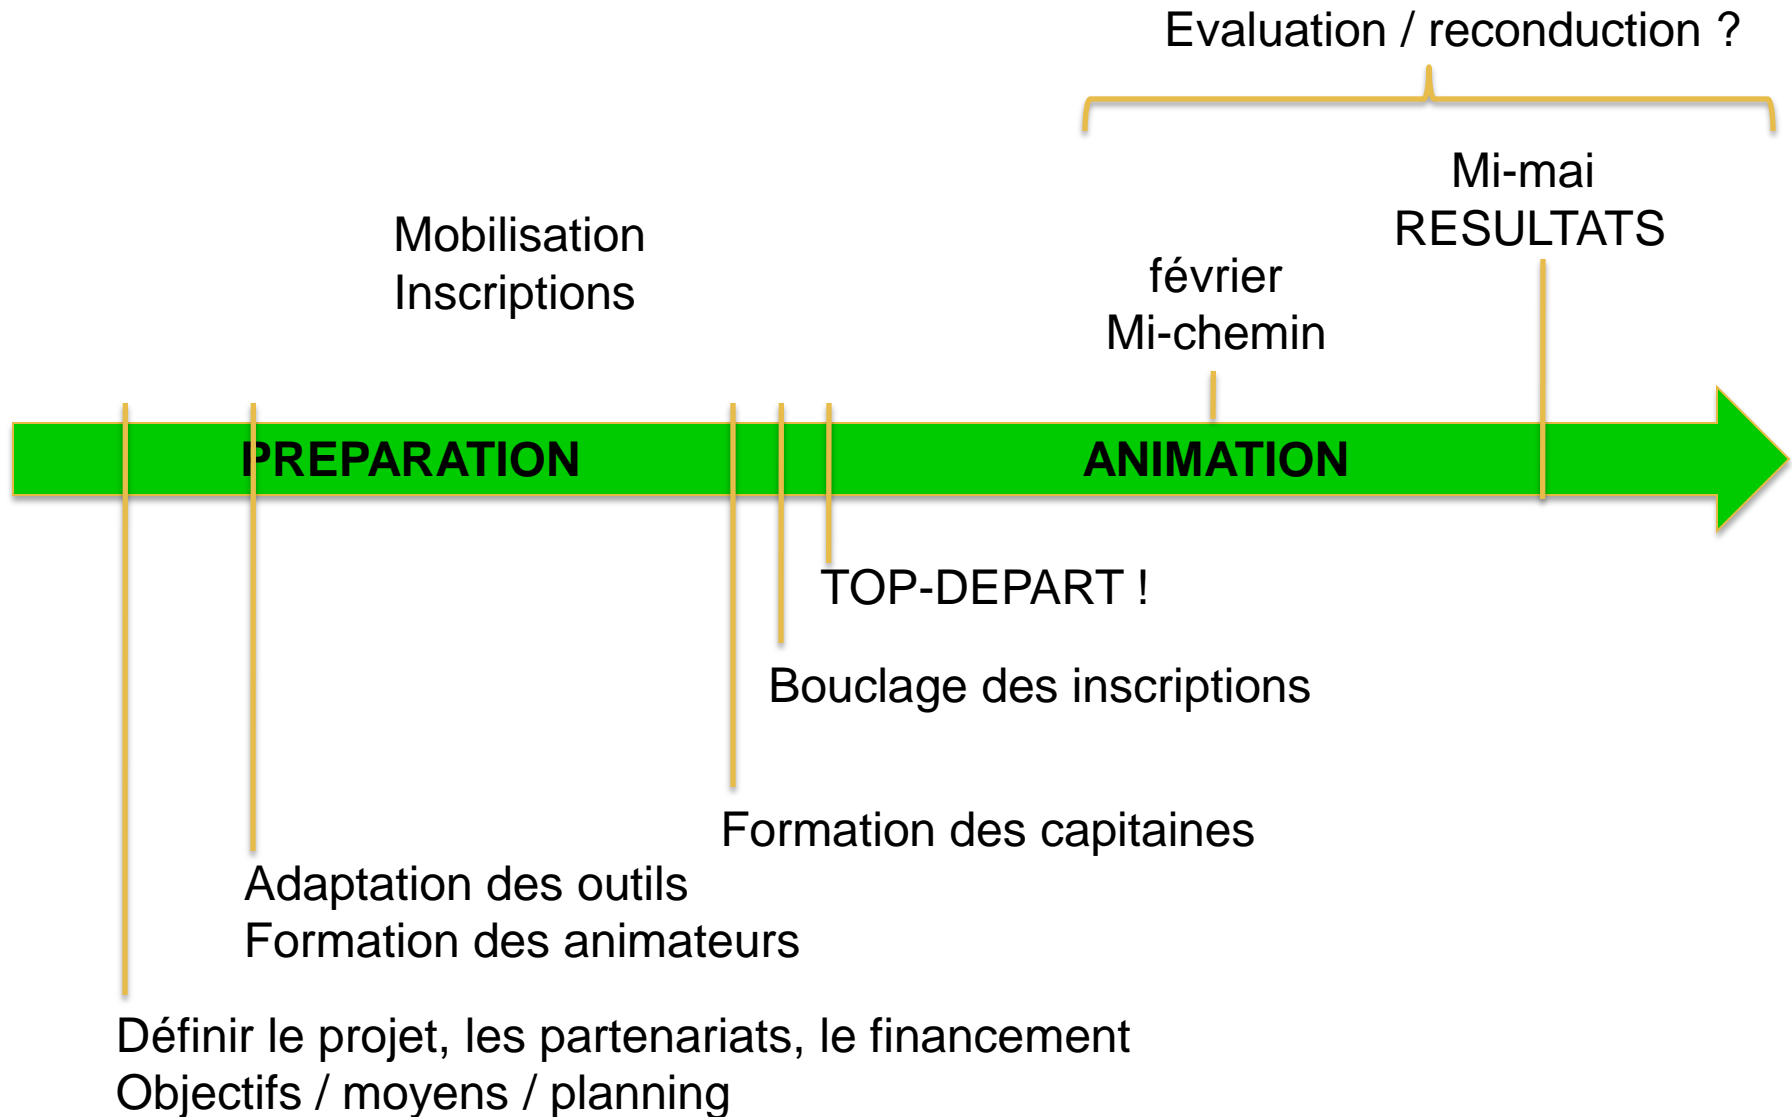 Evaluation / reconduction ?
Mi-mai
RESULTATS
Mobilisation
Inscriptions
février
Mi-chemin
PREPARATION
ANIMATION
TOP-DEPART !
Bouclage des inscriptions
Formation des capitaines
Adaptation des outils
Formation des animateurs
Définir le projet, les partenariats, le financement
Objectifs / moyens / planning